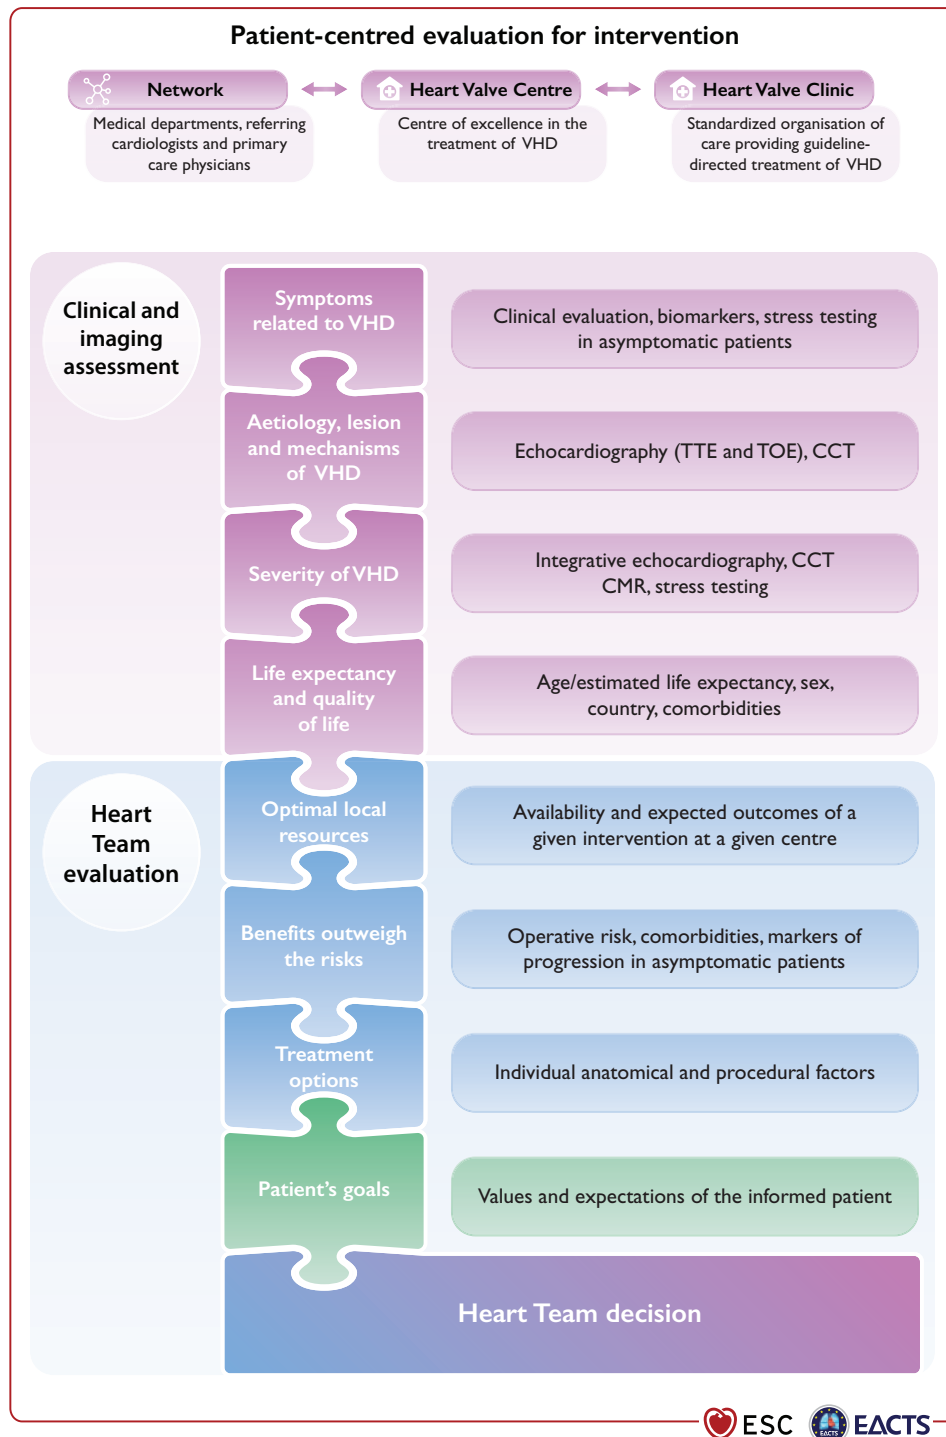 Patient-centred evaluation for intervention
Network
Medical departments, referring
cardiologists and primary
care physicians
Heart Valve Centre
Centre of excellence in the
treatment of VHD
Heart Valve Clinic
Standardized organisation of
care providing guideline-
directed treatment of VHD
Clinical and
imaging
assessment
Symptoms
related to VHD
Clinical evaluation, biomarkers, stress testing
in asymptomatic patients
Aetiology, lesion
and mechanisms
of VHD
Echocardiography (TTE and TOE), CCT
Severity of VHD
Integrative echocardiography, CCT
CMR, stress testing
Life expectancy
and quality
of life
Age/estimated life expectancy, sex,
country, comorbidities
Heart
Team
evaluation
Optimal local
resources
Availability and expected outcomes of a
given intervention at a given centre
Benefits outweigh
the risks
Operative risk, comorbidities, markers of
progression in asymptomatic patients
Treatment
options
Individual anatomical and procedural factors
Patient's goals
Values and expectations of the informed patient
Heart Team decision
ESC
EACTS
EACTS